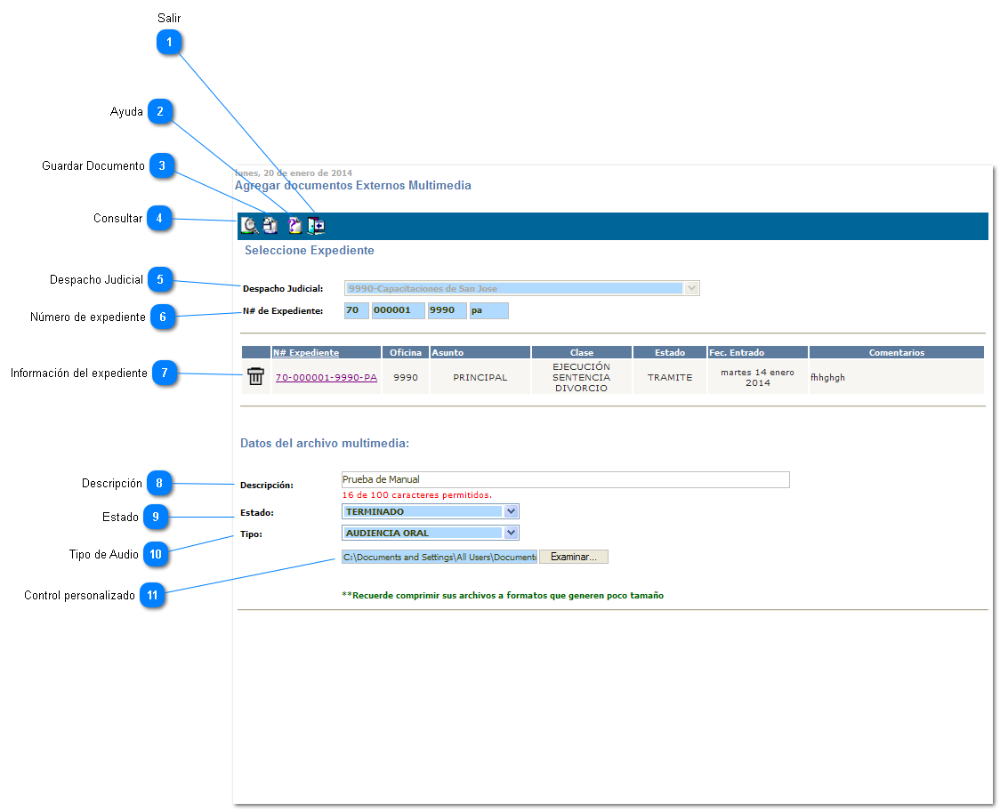 Salir
1
Ayuda 2
Guardar Documento 3
Consultar 4
Despacho Judicial 5
Número de expediente 6
Información del expediente 7
Descripción 8
Estado 9
Tipo de Audio 10
Control personalizado 11
lunes, 20 de enero de 2014
Agregar documentos Externos Multimedia
Seleccione Expediente
Despacho Judicial: 9990-Capacitaciones de San Jose
N# de Expediente: 70 000001 9990 pa
N# Expediente Oficina Asunto Clase Estado Fec. Entrado Comentarios
70-000001-9990-PA 9990 PRINCIPAL EJECUCIÓN SENTENCIA DIVORCIO TRAMITE martes 14 enero 2014 fhhghgh
Datos del archivo multimedia:
Descripción: Prueba de Manual
16 de 100 caracteres permitidos.
Estado: TERMINADO
Tipo: AUDIENCIA ORAL
C:\Documents and Settings\All Users\Documento Examinar...
**Recuerde comprimir sus archivos a formatos que generen poco tamaño